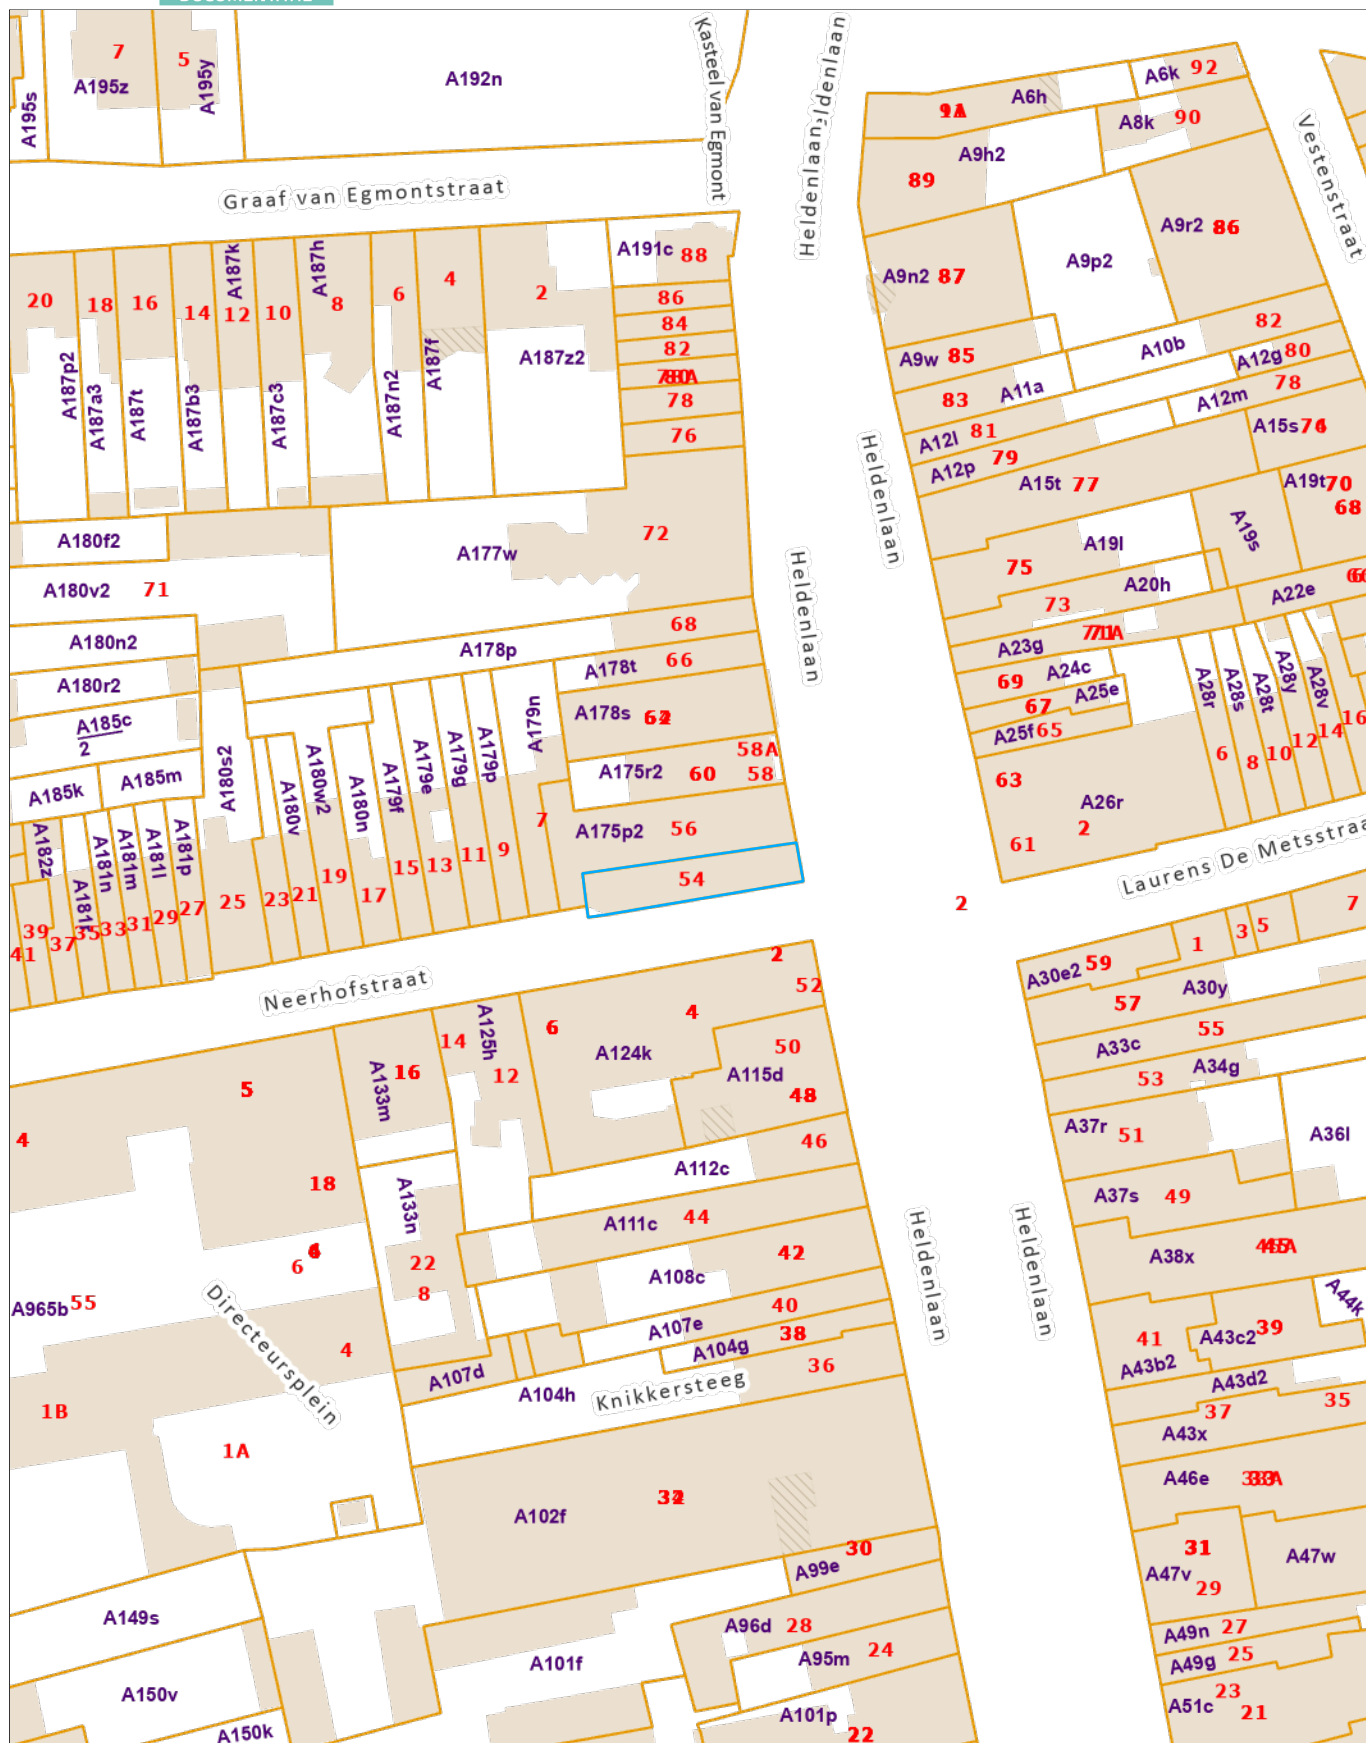 7
5
A195z
A195y
A195s
A192n
Kasteel van Egmont
Heldenlaan
Graaf van Egmontstraat
Vestenstraat
A6k
92
A6h
A8k
90
A9h2
89
A9r2
86
A9p2
A9n2
87
A191c
88
86
84
82
78
76
20
18
16
14
A187k
12
10
A187h
8
6
4
2
A187p2
A187a3
A187t
A187b3
A187c3
A187n2
A187f
A187z2
A9w
85
A10b
82
A12g
80
A11a
83
78
A12m
A12l
81
A12p
79
A15s
A15t
77
A19t
70
68
A19s
A19l
75
A20h
73
A22e
A23g
Heldenlaan
Heldenlaan
A180f2
A177w
72
A180v2
71
A180n2
A178p
68
A180r2
A178t
66
A185c
2
A178s
A179n
A185k
A185m
A180s2
58A
A175r2
60
58
A175p2
56
54
7
A180v
A180w2
A180n
A179f
A179e
A179g
A179p
A182z
A181n
A181m
A181l
A181p
41
39
37
35
33
31
29
27
25
23
21
19
17
15
13
11
9
69
A24c
67
A25e
A25f
65
63
A26r
2
61
A28r
A28s
A28t
A28y
A28v
6
8
10
12
14
16
2
7
Neerhofstraat
2
52
4
6
A124k
50
A115d
48
46
A112c
A125h
14
12
A133m
16
5
4
18
A133n
A111c
44
42
A108c
40
A107e
38
A104g
36
22
8
6
A965b
55
Directeursplein
4
1B
1A
A107d
A104h
Knikkersteeg
A102f
30
A99e
A96d
28
A95m
24
A101f
A101p
22
A149s
A150v
A150k
A30e2
59
1
3
5
57
A30y
55
A33c
A34g
53
A37r
51
A36l
A37s
49
A38x
A44k
41
A43c2
39
A43b2
A43d2
37
35
A43x
A46e
31
A47v
29
A47w
A49n
27
A49g
25
23
A51c
21
Heldenlaan
Heldenlaan